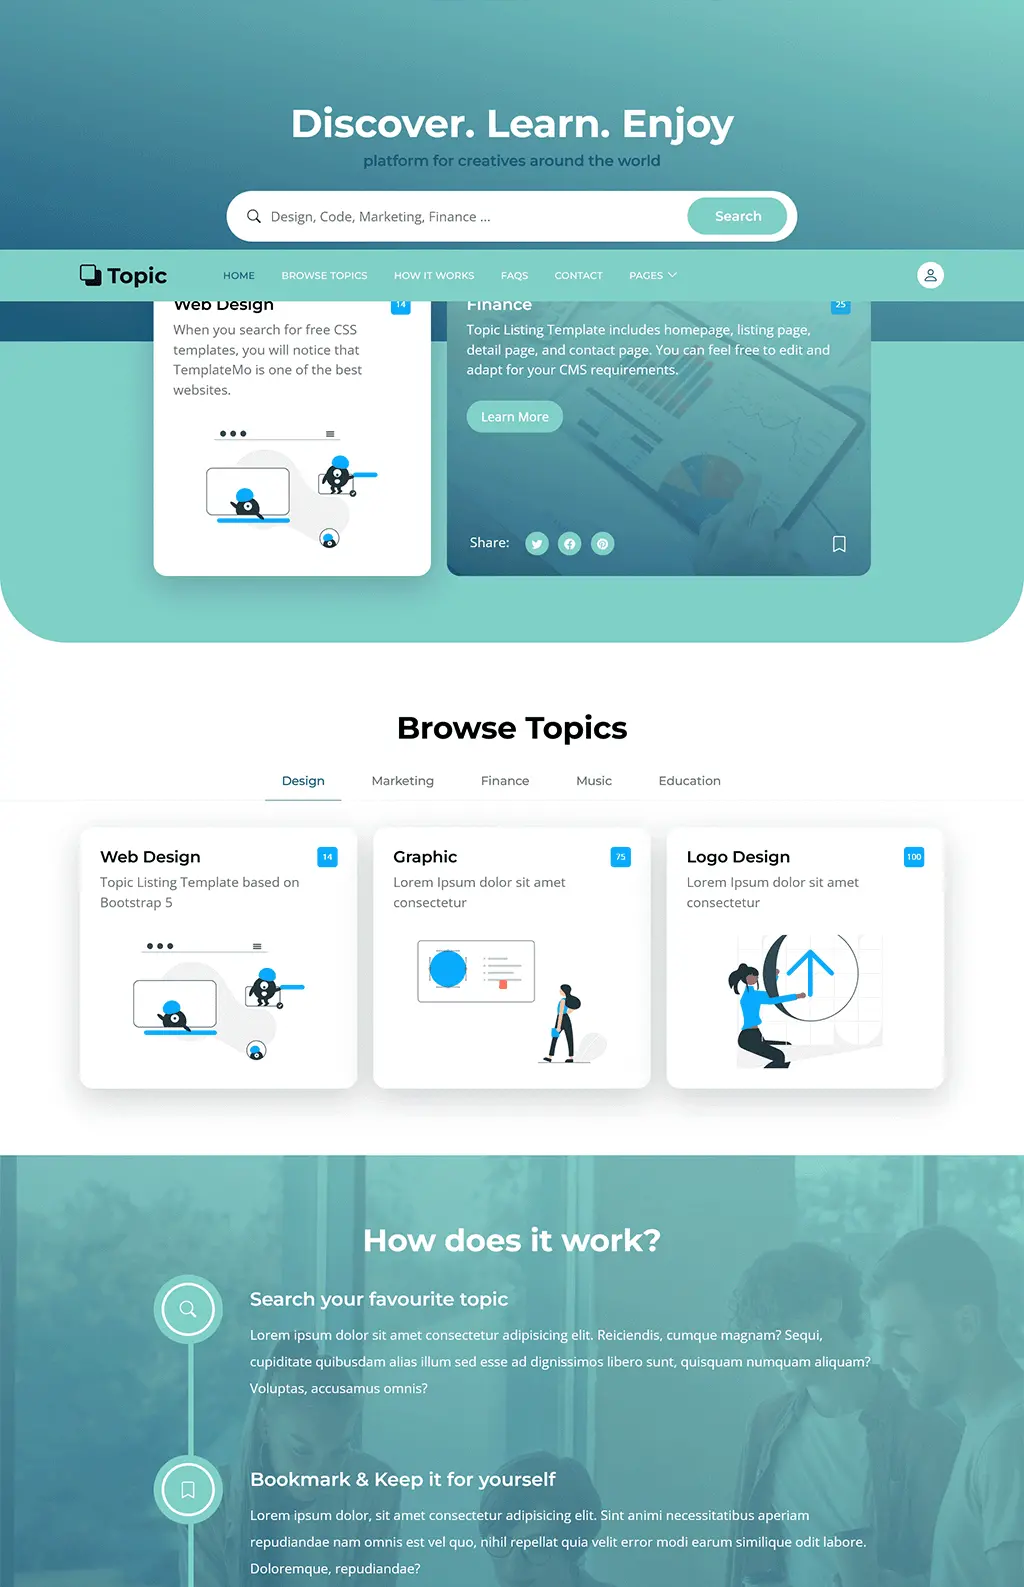 Discover. Learn. Enjoy
platform for creatives around the world
Design, Code, Marketing, Finance ...
Search
Topic
HOME
BROWSE TOPICS
HOW IT WORKS
FAQS
CONTACT
PAGES
Web Design
14
When you search for free CSS
templates, you will notice that
TemplateMo is one of the best
websites.
Finance
25
Topic Listing Template includes homepage, listing page,
detail page, and contact page. You can feel free to edit and
adapt for your CMS requirements.
Learn More
Share:
Browse Topics
Design
Marketing
Finance
Music
Education
Web Design
14
Topic Listing Template based on
Bootstrap 5
Graphic
75
Lorem Ipsum dolor sit amet
consectetur
Logo Design
100
Lorem Ipsum dolor sit amet
consectetur
How does it work?
Search your favourite topic
Lorem ipsum dolor sit amet consectetur adipisicing elit. Reiciendis, cumque magnam? Sequi,
cupiditate quibusdam alias illum sed esse ad dignissimos libero sunt, quisquam numquam aliquam?
Voluptas, accusamus omnis?
Bookmark & Keep it for yourself
Lorem ipsum dolor, sit amet consectetur adipisicing elit. Sint animi necessitatibus aperiam
repudiandae nam omnis est vel quo, nihil repellat quia velit error modi earum similique odit labore.
Doloremque, repudiandae?